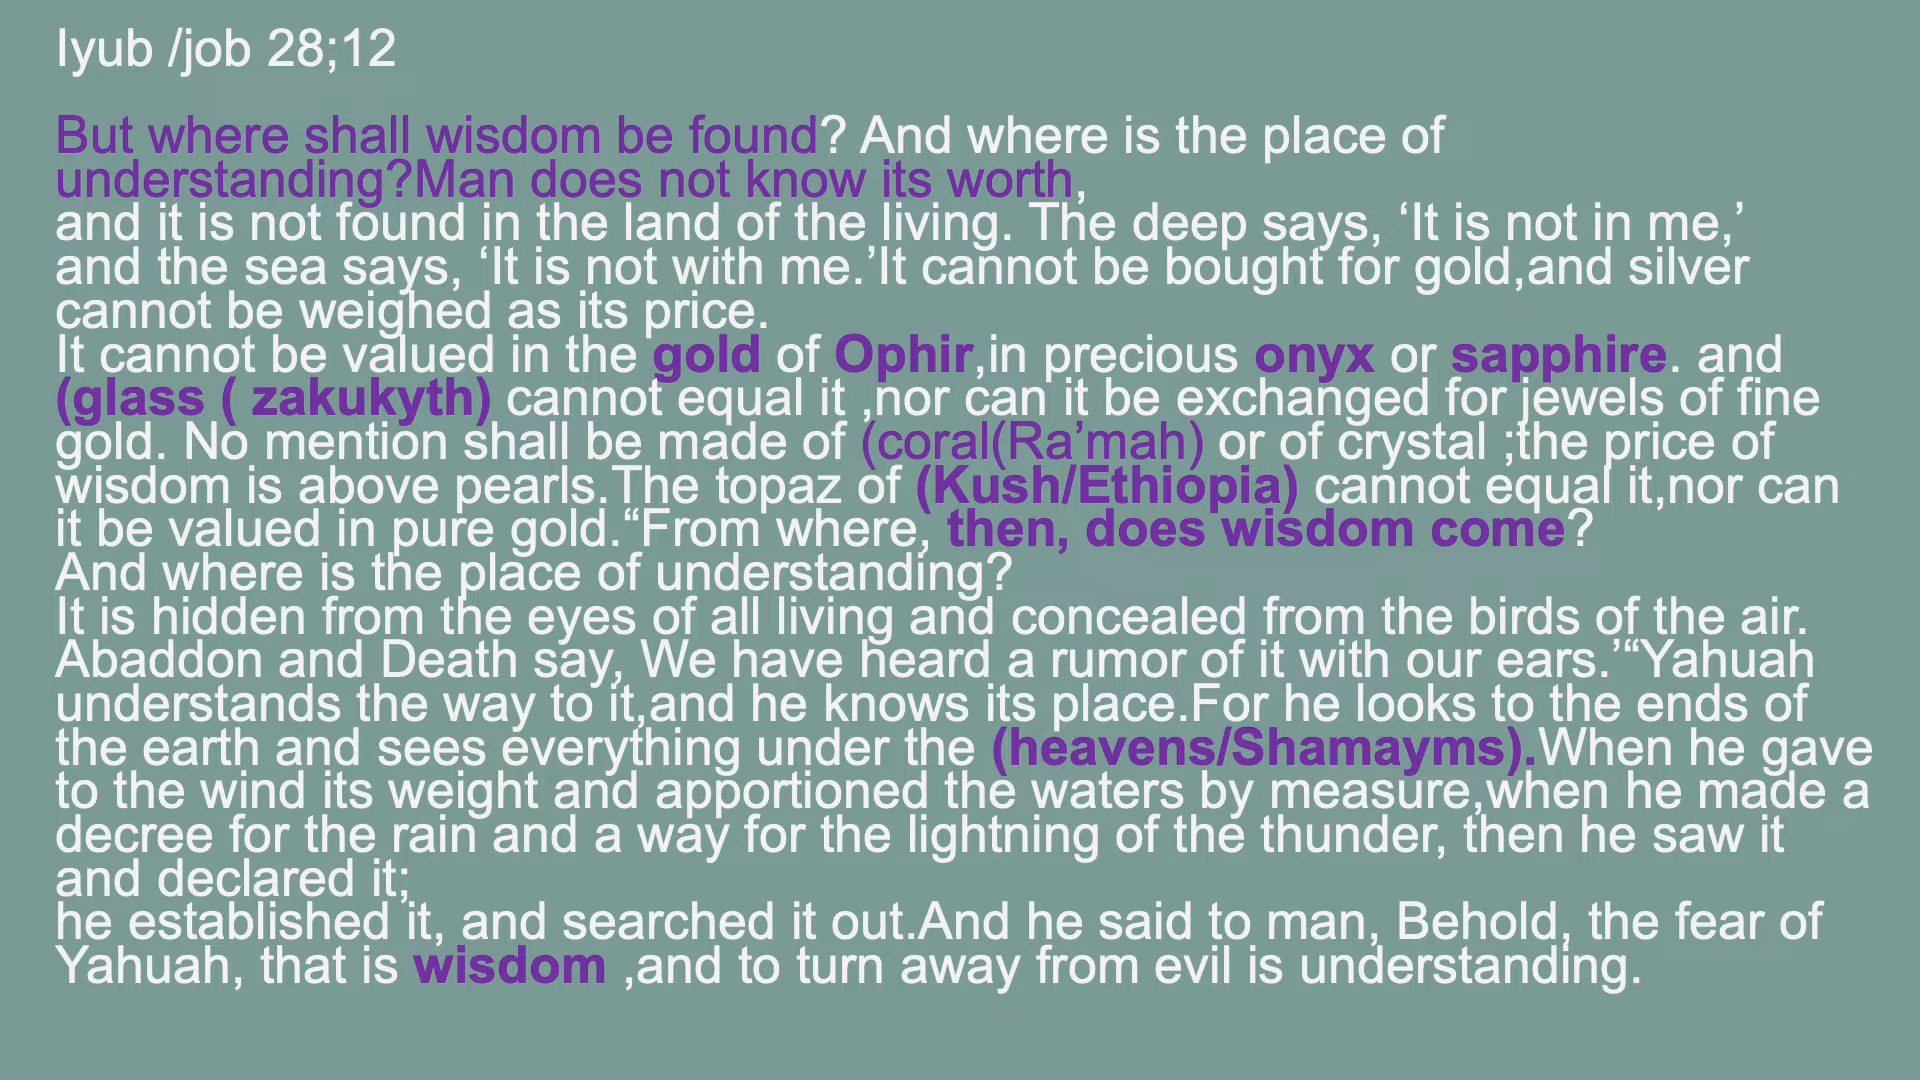 Iyub /job 28;12
But where shall wisdom be found? And where is the place of
understanding?Man does not know its worth,
and it is not found in the land of the living. The deep says, ‘It is not in me,’
and the sea says, ‘It is not with me.’It cannot be bought for gold,and silver
cannot be weighed as its price.
It cannot be valued in the gold of Ophir,in precious onyx or sapphire. and
(glass ( zakukyth) cannot equal it ,nor can it be exchanged for jewels of fine
gold. No mention shall be made of (coral(Ra’mah) or of crystal ;the price of
wisdom is above pearls.The topaz of (Kush/Ethiopia) cannot equal it,nor can
it be valued in pure gold.“From where, then, does wisdom come?
And where is the place of understanding?
It is hidden from the eyes of all living and concealed from the birds of the air.
Abaddon and Death say, We have heard a rumor of it with our ears.’“Yahuah
understands the way to it,and he knows its place.For he looks to the ends of
the earth and sees everything under the (heavens/Shamayms).When he gave
to the wind its weight and apportioned the waters by measure,when he made a
decree for the rain and a way for the lightning of the thunder, then he saw it
and declared it;
he established it, and searched it out.And he said to man, Behold, the fear of
Yahuah, that is wisdom ,and to turn away from evil is understanding.